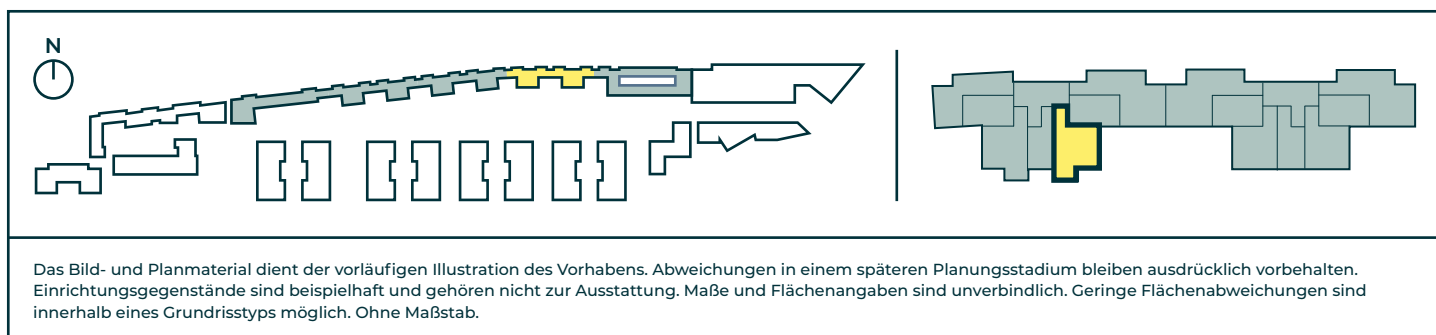 N
Das Bild- und Planmaterial dient der vorläufigen Illustration des Vorhabens. Abweichungen in einem späteren Planungsstadium bleiben ausdrücklich vorbehalten.
Einrichtungsgegenstände sind beispielhaft und gehören nicht zur Ausstattung. Maße und Flächenangaben sind unverbindlich. Geringe Flächenabweichungen sind
innerhalb eines Grundrisstyps möglich. Ohne Maßstab.